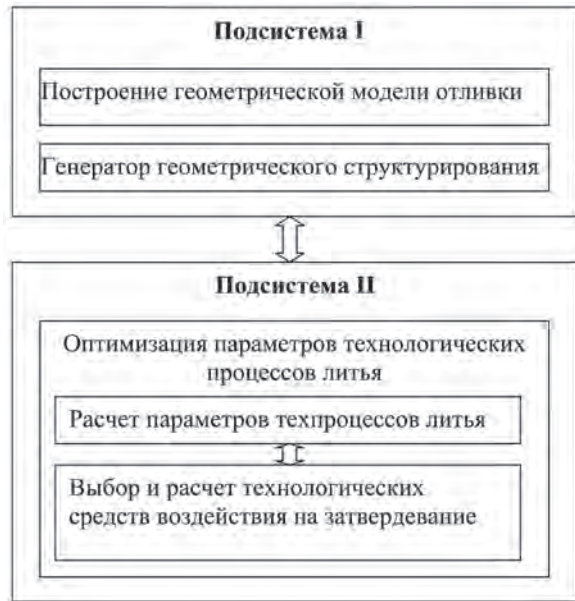 Подсистема I
Построение геометрической модели отливки
Генератор геометрического структурирования
Подсистема II
Оптимизация параметров технологических
процессов литья
Расчет параметров техпроцессов литья
Выбор и расчет технологических
средств воздействия на затвердевание